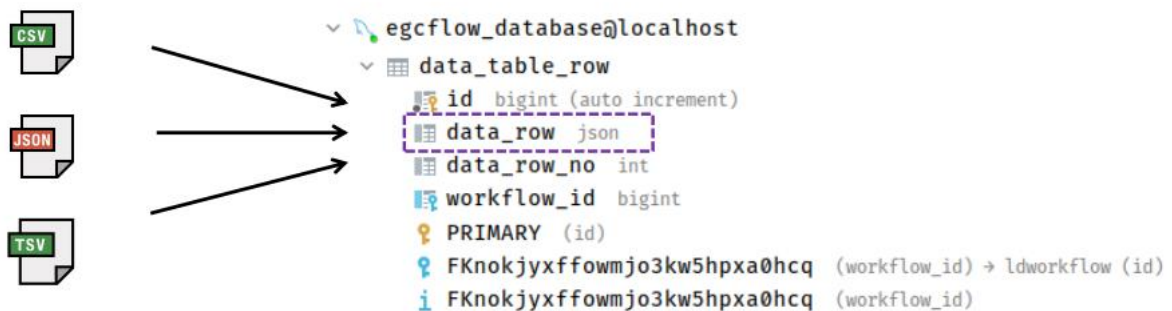 CSV
JSON
TSV
egcflow_database@localhost
data_table_row
id bigint (auto increment)
data_row json
data_row_no int
workflow_id bigint
PRIMARY (id)
FKnokjyxffowmjo3kw5hpxa0hcq (workflow_id) → ldworkflow (id)
i FKnokjyxffowmjo3kw5hpxa0hcq (workflow_id)